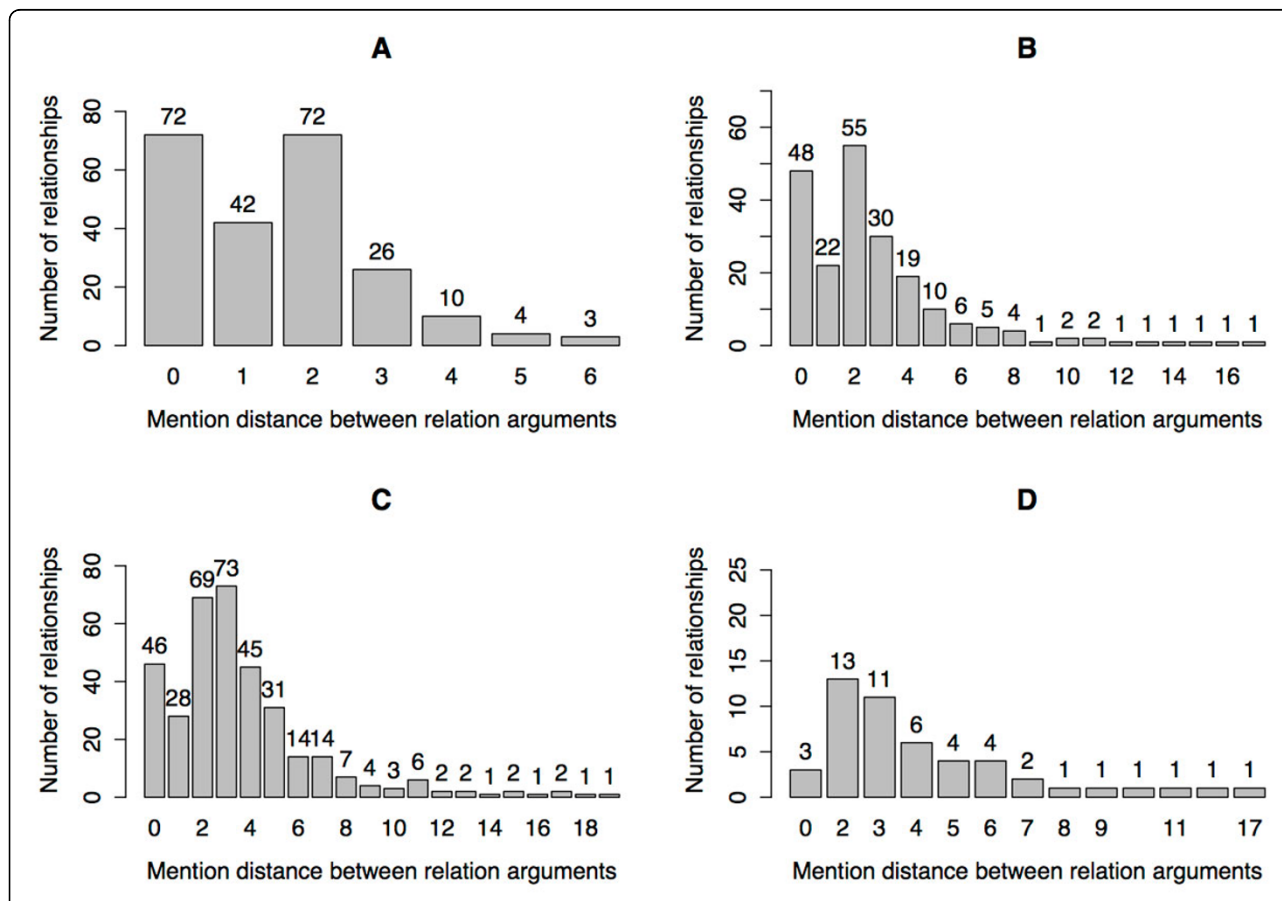 A
Number of relationships
80
60
40
20
0
72 42 72 26 10 4 3
0 1 2 3 4 5 6
Mention distance between relation arguments
B
Number of relationships
60
40
20
0
48 22 55 30 19 10 6 5 4 1 2 2 1 1 1 1 1 1
0 2 4 6 8 10 12 14 16
Mention distance between relation arguments
C
Number of relationships
80
60
40
20
0
46 28 69 73 45 31 14 14 7 4 3 6 2 2 1 2 1 2 1 1
0 2 4 6 8 10 12 14 16 18
Mention distance between relation arguments
D
Number of relationships
25
20
15
10
5
0
3 13 11 6 4 4 2 1 1 1 1 1 1
0 2 3 4 5 6 7 8 9 11 17
Mention distance between relation arguments